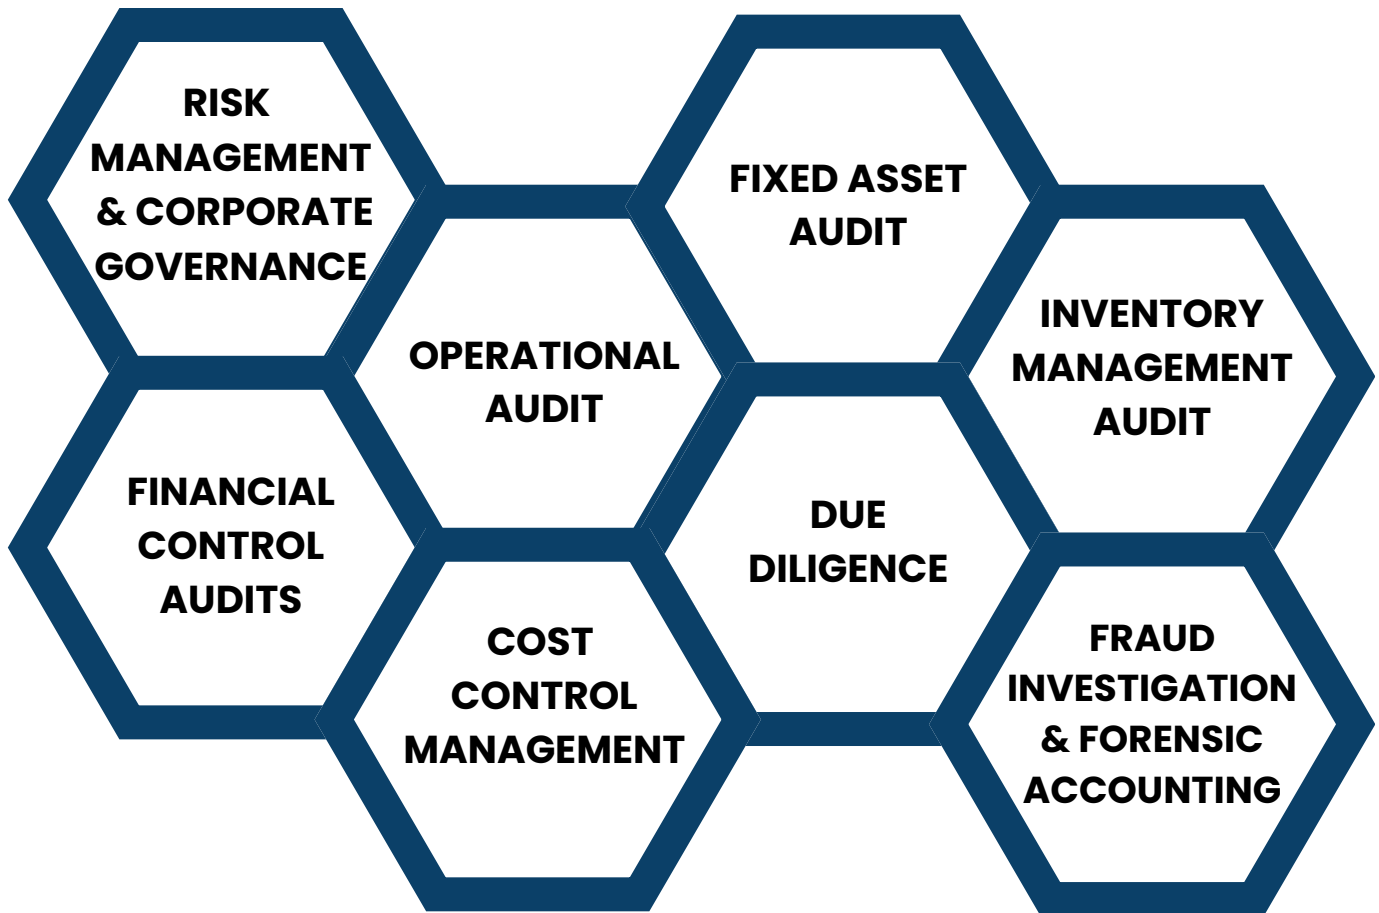 RISK
MANAGEMENT
& CORPORATE
GOVERNANCE
FINANCIAL
CONTROL
AUDITS
OPERATIONAL
AUDIT
COST
CONTROL
MANAGEMENT
FIXED ASSET
AUDIT
DUE
DILIGENCE
INVENTORY
MANAGEMENT
AUDIT
FRAUD
INVESTIGATION
& FORENSIC
ACCOUNTING